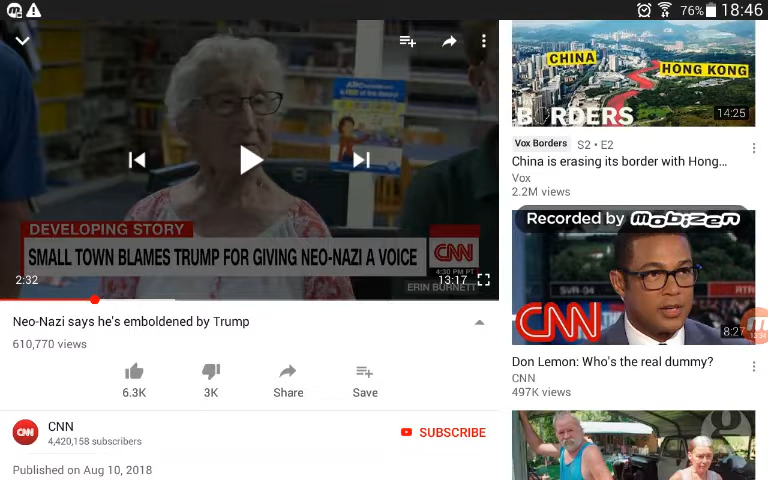 76% 18:46
DEVELOPING STORY
SMALL TOWN BLAMES TRUMP FOR GIVING NEO-NAZI A VOICE
CNN
4:30 PM PT
ERIN BURNETT
2:32
13:17
Neo-Nazi says he's emboldened by Trump
610,770 views
6.3K
3K
Share
Save
CNN
4,420,158 subscribers
SUBSCRIBE
Published on Aug 10, 2018
CHINA
HONG KONG
BORDERS
14:25
Vox Borders S2 • E2
China is erasing its border with Hong...
Vox
2.2M views
Recorded by mobizen
CNN
8:27
Don Lemon: Who's the real dummy?
CNN
497K views